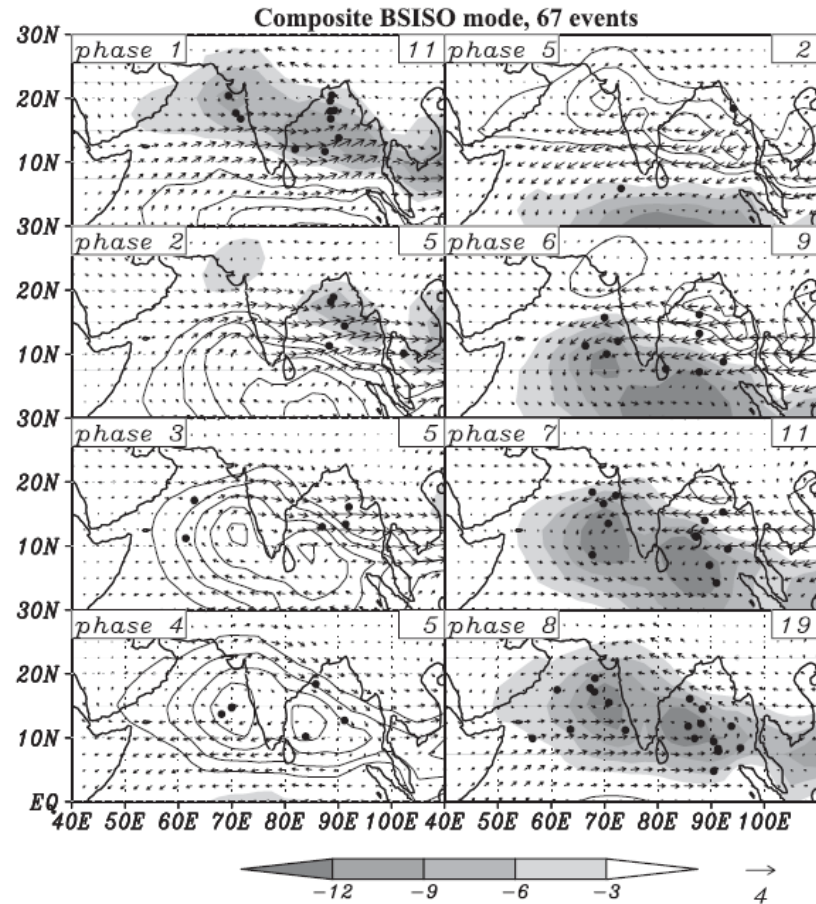 Composite BSISO mode, 67 events
30N phase 1 11 phase 5 2
20N
10N
30N phase 2 5 phase 6 9
20N
10N
30N phase 3 5 phase 7 11
20N
10N
30N phase 4 5 phase 8 19
20N
10N
EQ
40E 50E 60E 70E 80E 90E 100E 40E 50E 60E 70E 80E 90E 100E
-12 -9 -6 -3 4